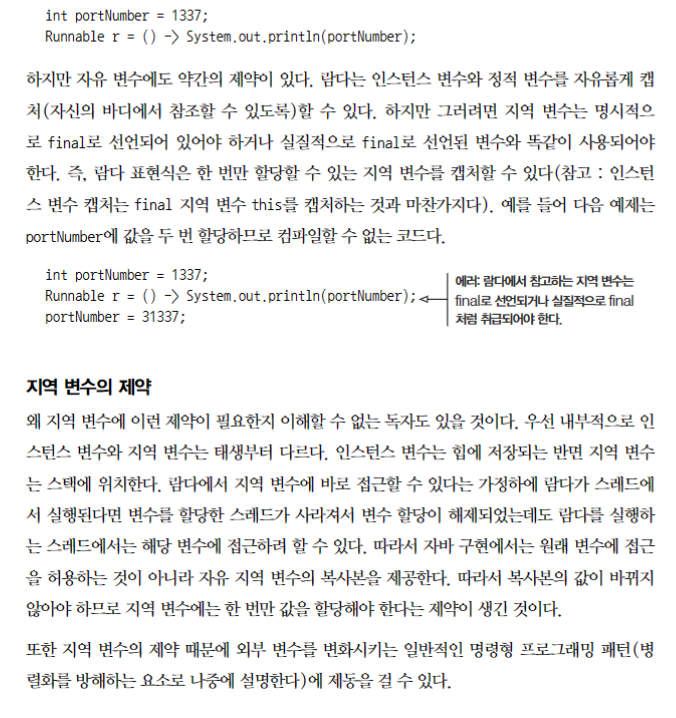 int portNumber = 1337;
Runnable r = () -> System.out.println(portNumber);
하지만 자유 변수에도 약간의 제약이 있다. 람다는 인스턴스 변수와 정적 변수를 자유롭게 캡
처(자신의 바디에서 참조할 수 있도록)할 수 있다. 하지만 그러려면 지역 변수는 명시적으
로 final로 선언되어 있어야 하거나 실질적으로 final로 선언된 변수와 똑같이 사용되어야
한다. 즉, 람다 표현식은 한 번만 할당할 수 있는 지역 변수를 캡처할 수 있다(참고 : 인스턴
스 변수 캡처는 final 지역 변수 this를 캡처하는 것과 마찬가지다). 예를 들어 다음 예제는
portNumber에 값을 두 번 할당하므로 컴파일할 수 없는 코드다.
int portNumber = 1337;
Runnable r = () -> System.out.println(portNumber);
portNumber = 31337;
에러: 람다에서 참고하는 지역 변수는
final로 선언되거나 실질적으로 final
처럼 취급되어야 한다.
지역 변수의 제약
왜 지역 변수에 이런 제약이 필요한지 이해할 수 없는 독자도 있을 것이다. 우선 내부적으로 인
스턴스 변수와 지역 변수는 태생부터 다르다. 인스턴스 변수는 힙에 저장되는 반면 지역 변수
는 스택에 위치한다. 람다에서 지역 변수에 바로 접근할 수 있다는 가정하에 람다가 스레드에
서 실행된다면 변수를 할당한 스레드가 사라져서 변수 할당이 해제되었는데도 람다를 실행하
는 스레드에서는 해당 변수에 접근하려 할 수 있다. 따라서 자바 구현에서는 원래 변수에 접근
을 허용하는 것이 아니라 자유 지역 변수의 복사본을 제공한다. 따라서 복사본의 값이 바뀌지
않아야 하므로 지역 변수에는 한 번만 값을 할당해야 한다는 제약이 생긴 것이다.
또한 지역 변수의 제약 때문에 외부 변수를 변화시키는 일반적인 명령형 프로그래밍 패턴(병
렬화를 방해하는 요소로 나중에 설명한다)에 제동을 걸 수 있다.